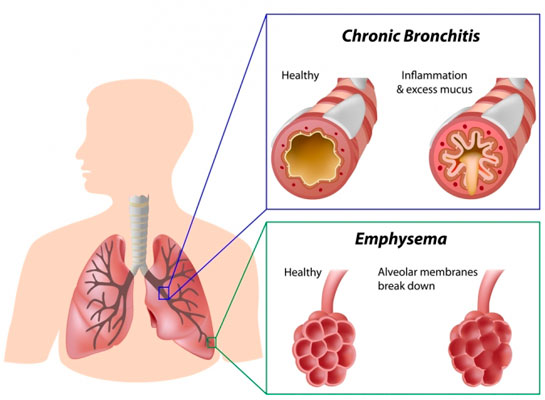 Chronic Bronchitis
Healthy
Inflammation
& excess mucus
Emphysema
Healthy
Alveolar membranes
break down